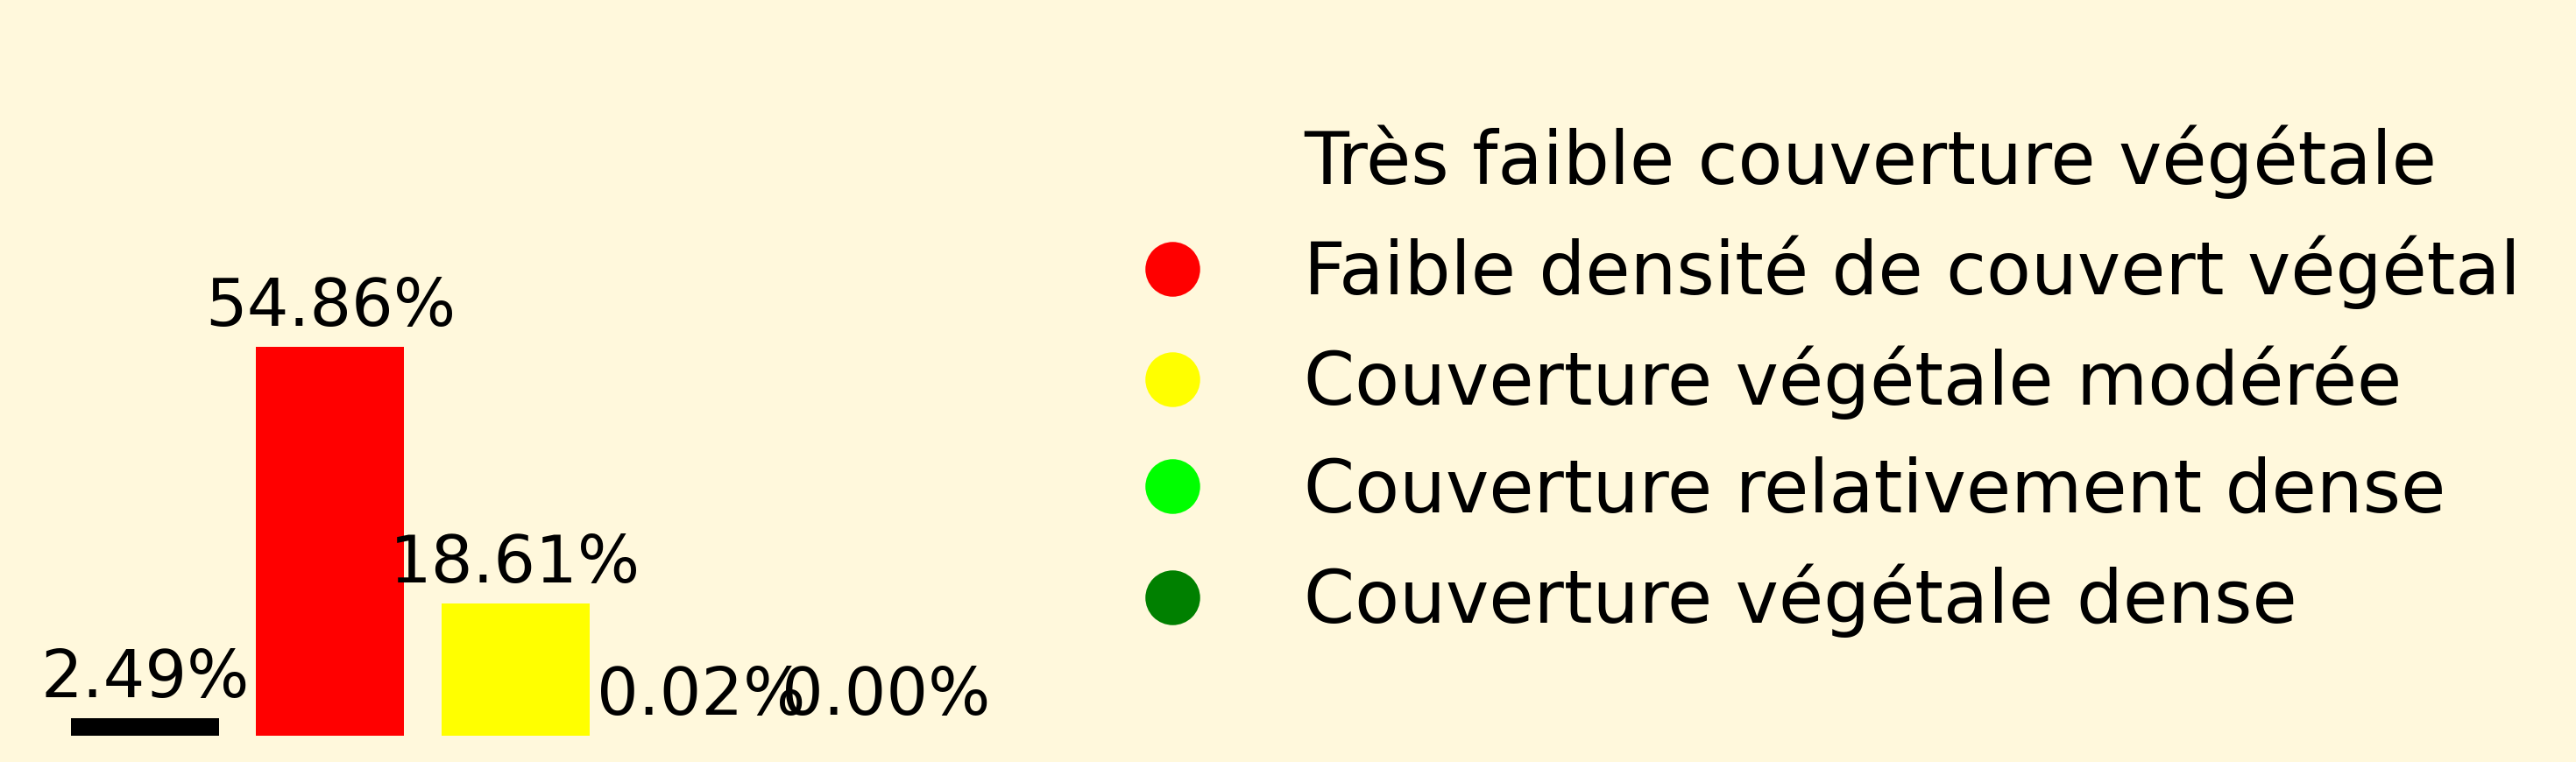 54.86%
18.61%
2.49%
0.02%
0.00%
Très faible couverture végétale
Faible densité de couvert végétal
Couverture végétale modérée
Couverture relativement dense
Couverture végétale dense